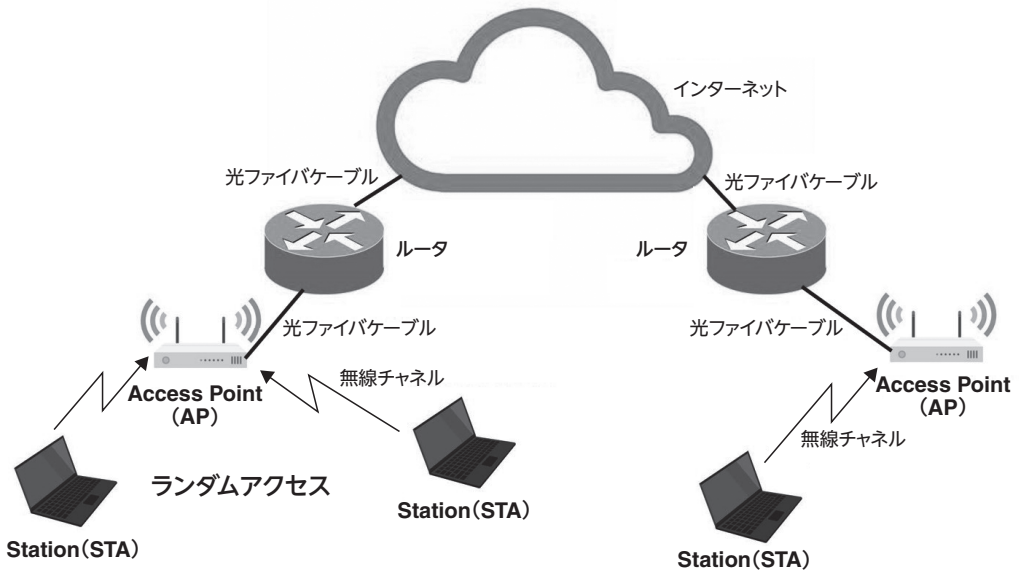 インターネット
光ファイバケーブル
光ファイバケーブル
ルータ
ルータ
光ファイバケーブル
光ファイバケーブル
Access Point
（AP）
無線チャネル
Access Point
（AP）
無線チャネル
ランダムアクセス
Station（STA）
Station（STA）
Station（STA）